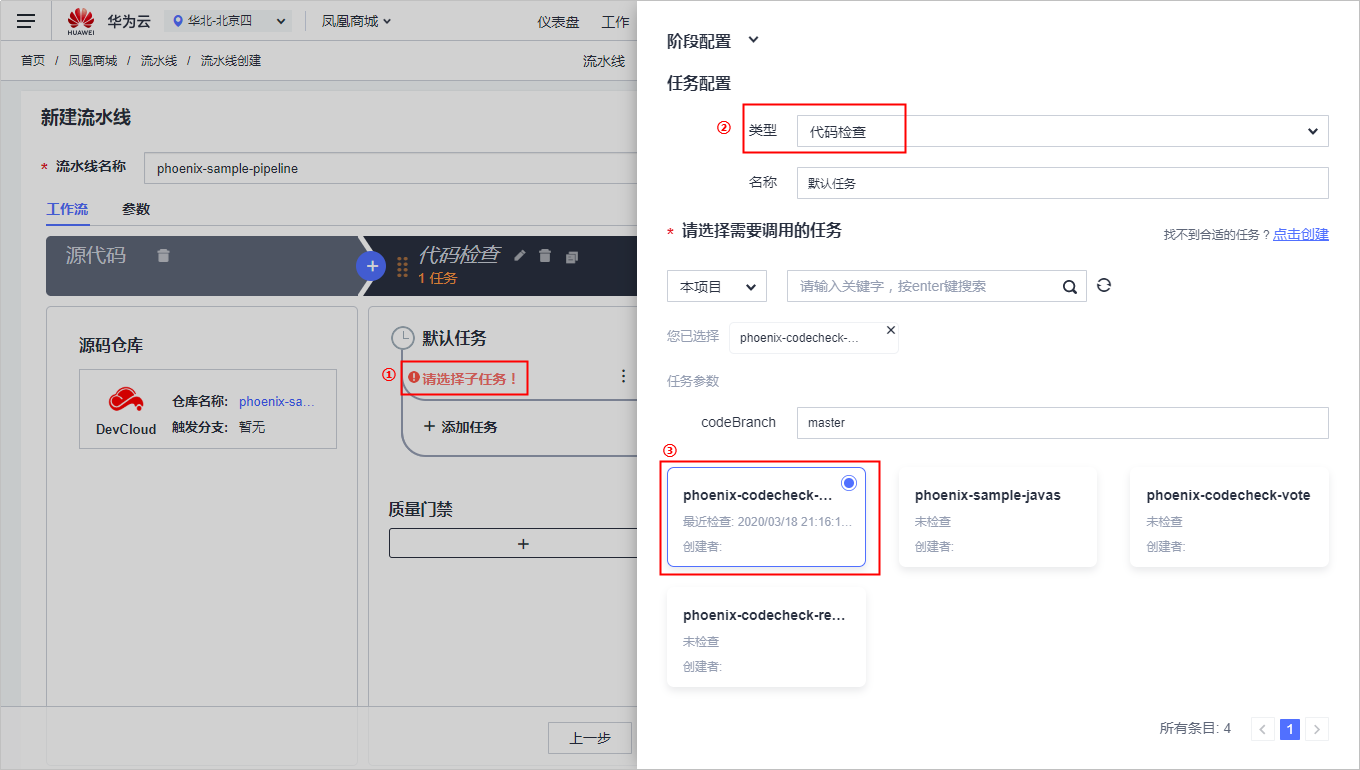 HUAWEI
华为云
华北-北京四
凤凰商城
仪表盘
工作
首页 / 凤凰商城 / 流水线 / 流水线创建
流水线
新建流水线
* 流水线名称
phoenix-sample-pipeline
工作流
参数
源代码
+
代码检查
1 任务
源码仓库
DevCloud
仓库名称: phoenix-sa...
触发分支: 暂无
默认任务
①
请选择子任务！
+ 添加任务
质量门禁
+
上一步
阶段配置
任务配置
②
类型
代码检查
名称
默认任务
* 请选择需要调用的任务
找不到合适的任务？点击创建
本项目
请输入关键字，按enter键搜索
您已选择
phoenix-codecheck-...
任务参数
codeBranch
master
③
phoenix-codecheck-...
最近检查: 2020/03/18 21:16:1...
创建者:
phoenix-sample-javas
未检查
创建者:
phoenix-codecheck-vote
未检查
创建者:
phoenix-codecheck-re...
未检查
创建者:
所有条目: 4
< 1 >